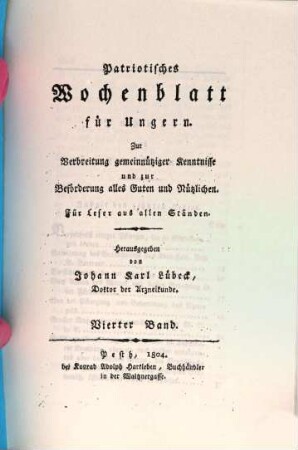 Patriotisches
Wochenblatt
für Ungern.
Zur
Verbreitung gemeinnütziger Kenntnisse
und zur
Beförderung alles Guten und Nützlichen.
Für Leser aus allen Ständen.
Herausgegeben
von
Johann Karl Lübeck,
Doktor der Arzneikunde.
Vierter Band.
Pesth, 1804.
bey Konrad Adolph Hartleben, Buchhändler
in der Waitznergasse.